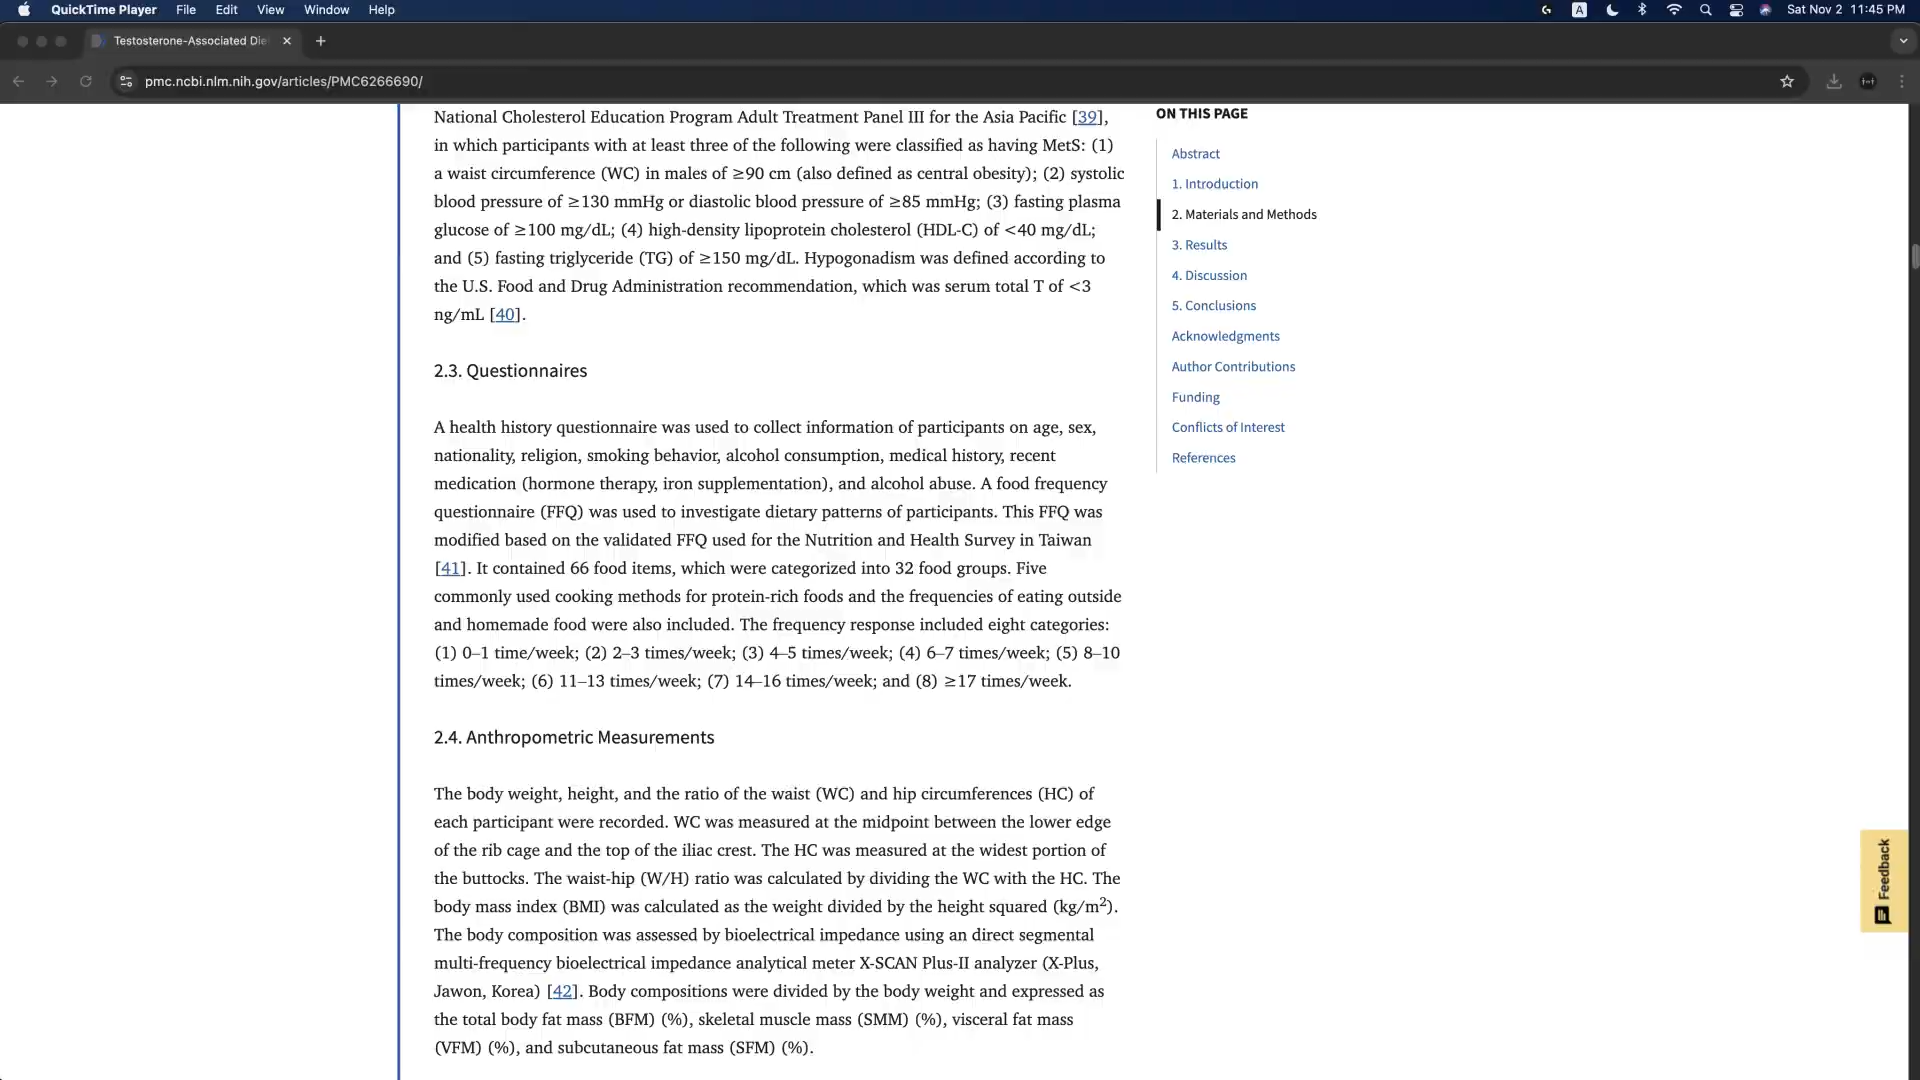 QuickTime Player File Edit View Window Help
A
Sat Nov 2 11:45 PM
Testosterone-Associated Die
pmc.ncbi.nlm.nih.gov/articles/PMC6266690/
National Cholesterol Education Program Adult Treatment Panel III for the Asia Pacific [39],
in which participants with at least three of the following were classified as having MetS: (1)
a waist circumference (WC) in males of ≥90 cm (also defined as central obesity); (2) systolic
blood pressure of ≥130 mmHg or diastolic blood pressure of ≥85 mmHg; (3) fasting plasma
glucose of ≥100 mg/dL; (4) high-density lipoprotein cholesterol (HDL-C) of <40 mg/dL;
and (5) fasting triglyceride (TG) of ≥150 mg/dL. Hypogonadism was defined according to
the U.S. Food and Drug Administration recommendation, which was serum total T of <3
ng/mL [40].
2.3. Questionnaires
A health history questionnaire was used to collect information of participants on age, sex,
nationality, religion, smoking behavior, alcohol consumption, medical history, recent
medication (hormone therapy, iron supplementation), and alcohol abuse. A food frequency
questionnaire (FFQ) was used to investigate dietary patterns of participants. This FFQ was
modified based on the validated FFQ used for the Nutrition and Health Survey in Taiwan
[41]. It contained 66 food items, which were categorized into 32 food groups. Five
commonly used cooking methods for protein-rich foods and the frequencies of eating outside
and homemade food were also included. The frequency response included eight categories:
(1) 0–1 time/week; (2) 2–3 times/week; (3) 4–5 times/week; (4) 6–7 times/week; (5) 8–10
times/week; (6) 11–13 times/week; (7) 14–16 times/week; and (8) ≥17 times/week.
2.4. Anthropometric Measurements
The body weight, height, and the ratio of the waist (WC) and hip circumferences (HC) of
each participant were recorded. WC was measured at the midpoint between the lower edge
of the rib cage and the top of the iliac crest. The HC was measured at the widest portion of
the buttocks. The waist-hip (W/H) ratio was calculated by dividing the WC with the HC. The
body mass index (BMI) was calculated as the weight divided by the height squared (kg/m²).
The body composition was assessed by bioelectrical impedance using an direct segmental
multi-frequency bioelectrical impedance analytical meter X-SCAN Plus-II analyzer (X-Plus,
Jawon, Korea) [42]. Body compositions were divided by the body weight and expressed as
the total body fat mass (BFM) (%), skeletal muscle mass (SMM) (%), visceral fat mass
(VFM) (%), and subcutaneous fat mass (SFM) (%).
ON THIS PAGE
Abstract
1. Introduction
2. Materials and Methods
3. Results
4. Discussion
5. Conclusions
Acknowledgments
Author Contributions
Funding
Conflicts of Interest
References
Feedback